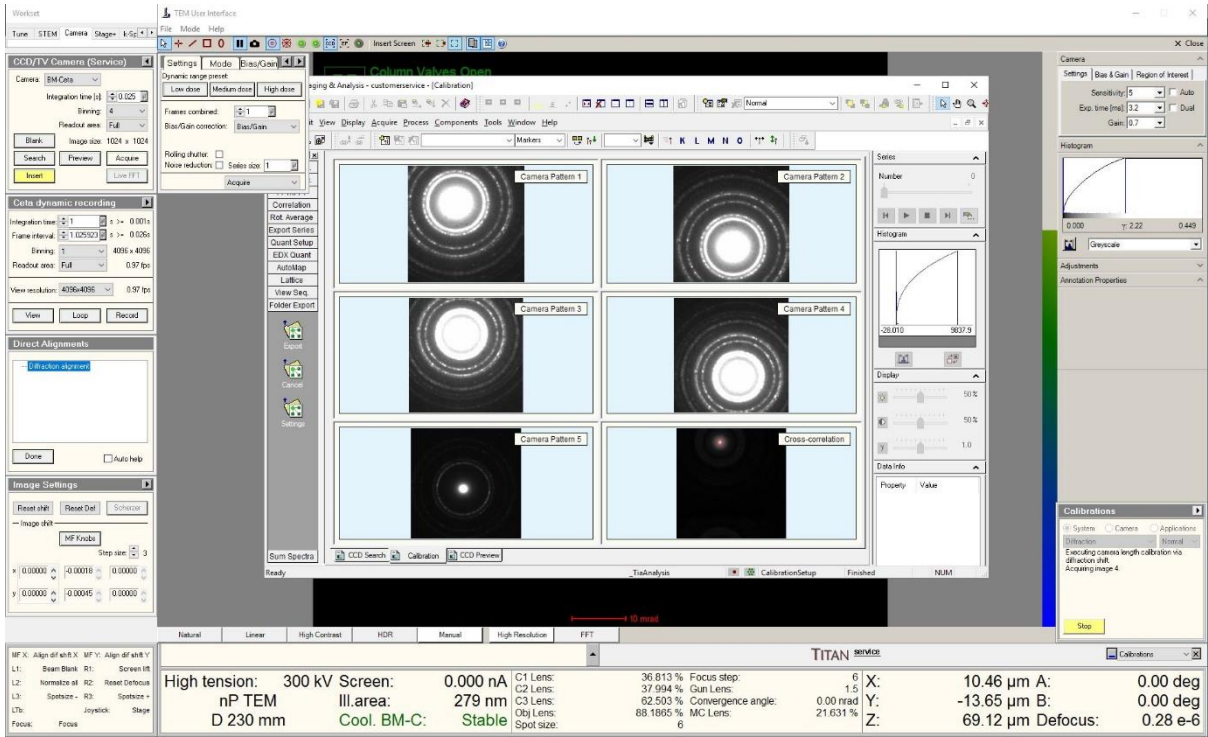 Workset
TEM User Interface
Tune STEM Camera Stage+ k-Sp
File Mode Help
Insert Screen
Close
CCD/TV Camera (Service)
Camera: BM-Ceta
Integration time [s] 0.025
Binning: 4
Readout area: Full
Blank Image size: 1024 x 1024
Search Preview Acquire
Insert Live FFT
Settings Mode Bias/Gain
Dynamic range preset
Low dose Medium dose High dose
Frames combined: 1
Bias/Gain correction: Bias/Gain
Rolling shutter:
Noise reduction: Series size: 1
Acquire
Column Valves Open
aging & Analysis - customerservice - [Calibration]
Normal
it View Display Acquire Process Components Tools Window Help
Markers
K L M N O
Correlation
Rot. Average
Export Series
Quant Setup
EDX Quant
AutoMap
Lattice
View Seq.
Folder Export
Export
Cancel
Settings
Sum Spectra
Camera Pattern 1
Camera Pattern 2
Camera Pattern 3
Camera Pattern 4
Camera Pattern 5
Cross-correlation
CCD Search Calibration CCD Preview
Ready
_TiaAnalysis
CalibrationSetup
Finished
NUM
Series
Number 0
Histogram
-28.010 9837.9
Display
50 %
50 %
1.0
Data Info
Property Value
Camera
Settings Bias & Gain Region of Interest
Sensitivity: 5 Auto
Exp. time [ms]: 3.2 Dual
Gain: 0.7
Histogram
0.000 γ: 2.22 0.449
Greyscale
Adjustments
Annotation Properties
Ceta dynamic recording
Integration time: 1 s >= 0.001s
Frame interval: 1.025923 s >= 0.026s
Binning: 1 4096 x 4096
Readout area: Full 0.97 fps
View resolution: 4096x4096 0.97 fps
View Loop Record
Direct Alignments
Diffraction alignment
Done Auto help
Image Settings
Reset shift Reset Def Scherzer
Image shift
MF Knobs
Step size: 3
x 0.00000 -0.00018 0.00000
y 0.00000 -0.00045 0.00000
Calibrations
System Camera Applications
Diffraction Normal
Executing camera length calibration via
diffraction shift.
Acquiring image 4.
Stop
10 mrad
Natural Linear High Contrast HDR Manual High Resolution FFT
MF X: Align dif shft X MF Y: Align dif shft Y
L1: Beam Blank R1: Screen lift
L2: Normalize all R2: Reset Defocus
L3: Spotsize - R3: Spotsize +
LTb: Joystick: Stage
Focus: Focus
TITAN service
Calibrations
High tension: 300 kV
nP TEM
D 230 mm
Screen: 0.000 nA
Ill.area: 279 nm
Cool. BM-C: Stable
C1 Lens: 36.813 %
C2 Lens: 37.994 %
C3 Lens: 62.503 %
Obj Lens: 88.1865 %
Spot size: 6
Focus step: 6
Gun Lens: 1.5
Convergence angle: 0.00 mrad
MC Lens: 21.631 %
X: 10.46 µm A: 0.00 deg
Y: -13.65 µm B: 0.00 deg
Z: 69.12 µm Defocus: 0.28 e-6